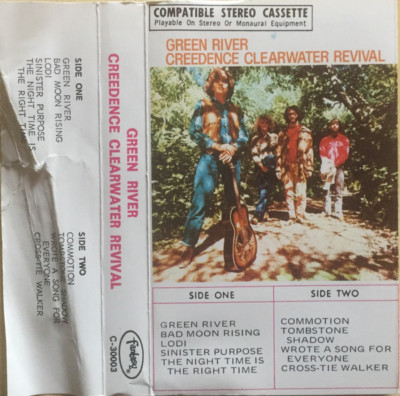 COMPATIBLE STEREO CASSETTE
Playable On Stereo Or Monaural Equipment
GREEN RIVER
CREEDENCE CLEARWATER REVIVAL
SIDE ONE
GREEN RIVER
BAD MOON RISING
LODI
SINISTER PURPOSE
THE NIGHT TIME IS
THE RIGHT TIME
SIDE TWO
COMMOTION
TOMBSTONE
SHADOW
WROTE A SONG FOR
EVERYONE
CROSS-TIE WALKER
GREEN RIVER
CREEDENCE CLEARWATER REVIVAL
fantasy
C-30003
SIDE ONE
GREEN RIVER
BAD MOON RISING
LODI
SINISTER PURPOSE
THE NIGHT TIME IS
THE RIGHT TIME
SIDE TWO
COMMOTION
TOMBSTONE SHADOW
WROTE A SONG FOR
EVERYONE
CROSS-TIE WALKER